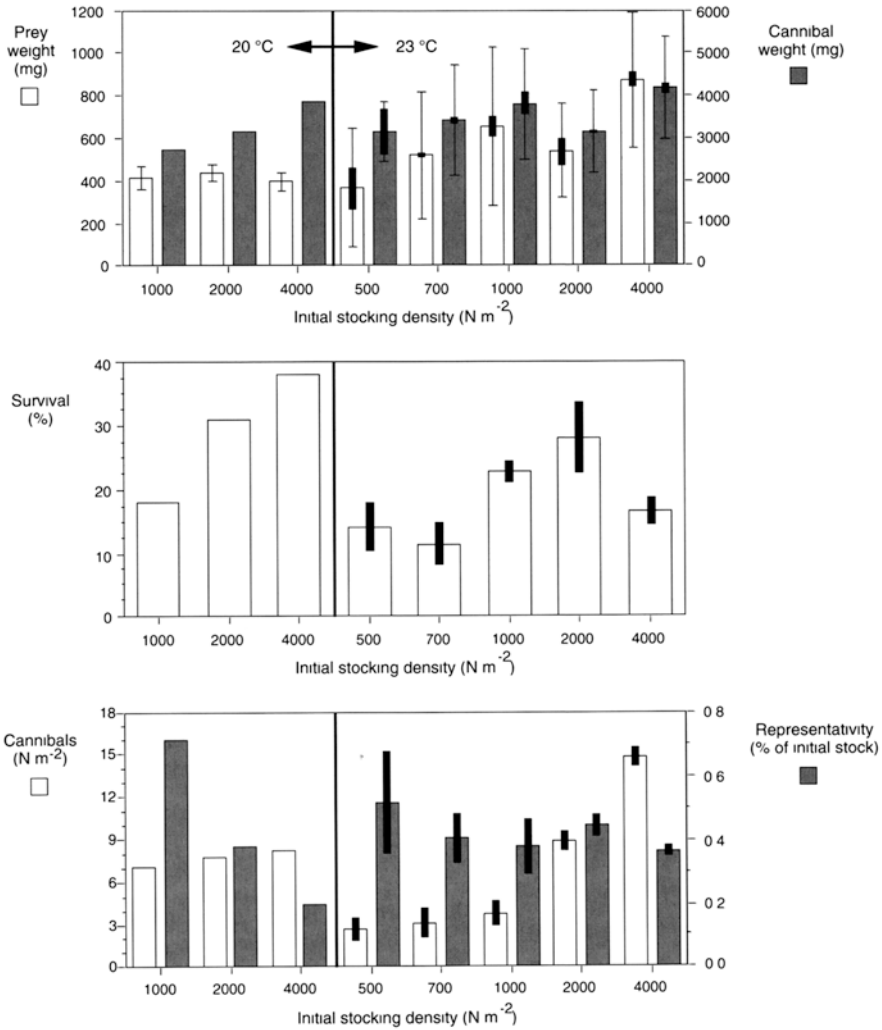 Prey
weight
(mg)
1200
1000
800
600
400
200
0
20 °C
23 °C
6000
5000
4000
3000
2000
1000
0
Cannibal
weight (mg)
1000 2000 4000 500 700 1000 2000 4000
Initial stocking density (N m-2)
Survival
(%)
40
30
20
10
0
1000 2000 4000 500 700 1000 2000 4000
Initial stocking density (N m-2)
Cannibals
(N m-2)
18
15
12
9
6
3
0
0 8
0 6
0 4
0 2
0 0
Representativity
(% of initial stock)
1000 2000 4000 500 700 1000 2000 4000
Initial stocking density (N m-2)